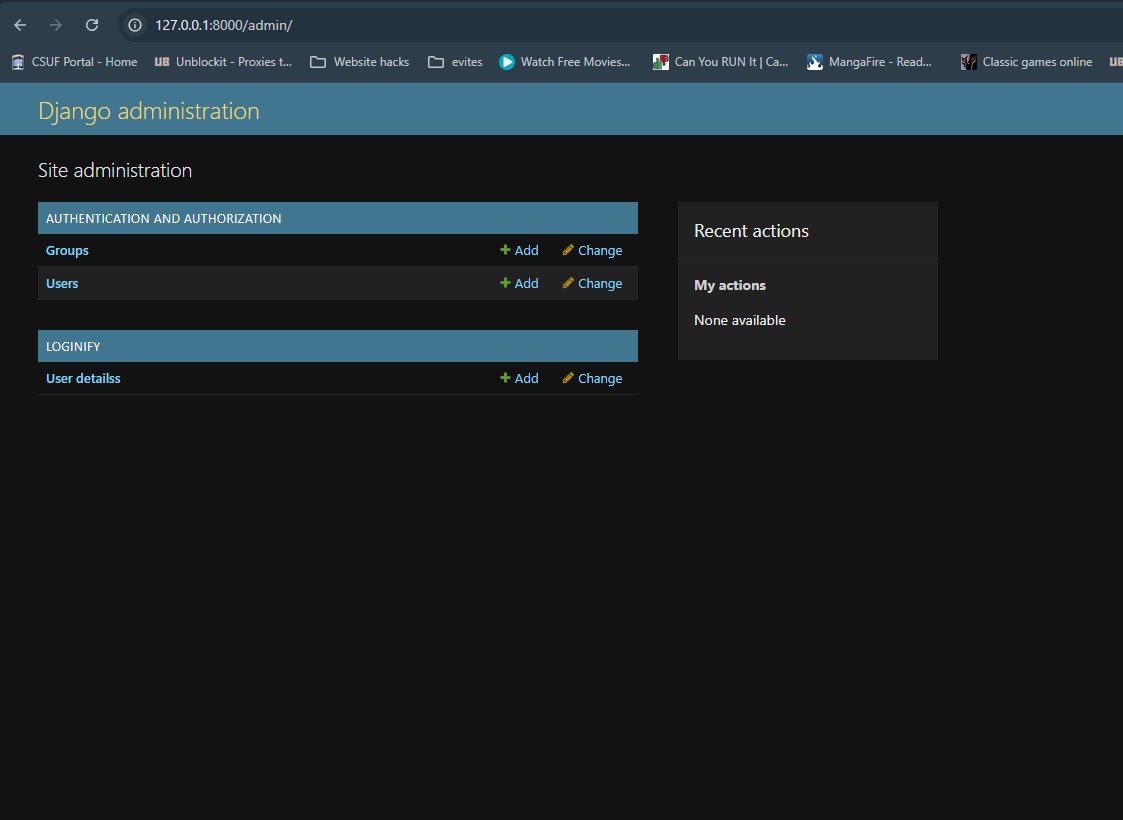 127.0.0.1:8000/admin/
CSUF Portal - Home UB Unblockit - Proxies t... Website hacks evites Watch Free Movies... Can You RUN It | Ca... MangaFire - Read... Classic games online UB
Django administration
Site administration
AUTHENTICATION AND AUTHORIZATION
Groups + Add Change
Users + Add Change
LOGINIFY
User detailss + Add Change
Recent actions
My actions
None available